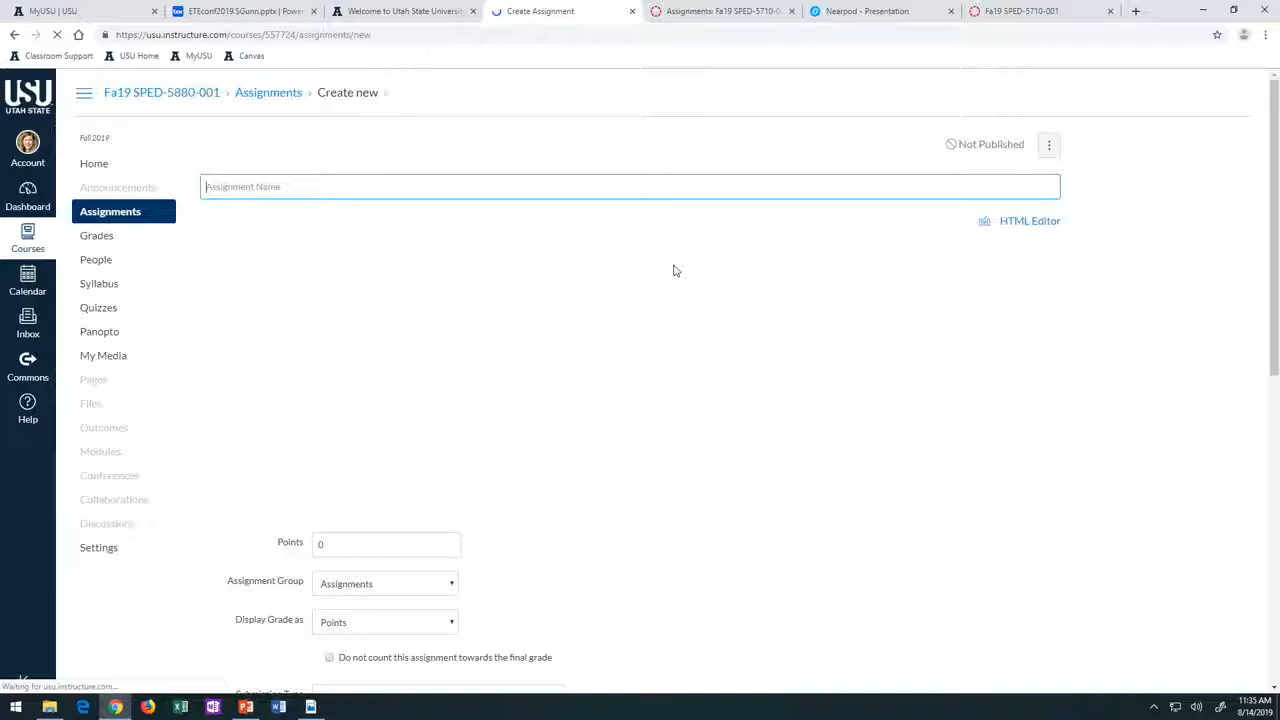 MyUSU | USU
ETEconf2019.SGunn.pptx • Power
Welcome to Utah State Universit
Create Assignment
Assignments: Fa19 SPED-5710-0
Nearpod - Presentation
Fa19 SPED-5710-001
https://usu.instructure.com/courses/557724/assignments/new
Classroom Support
USU Home
MyUSU
Canvas
USU
UTAH STATE
Fa19 SPED-5880-001 › Assignments › Create new
Fall 2019
Not Published
Account
Home
Announcements
Assignment Name
Dashboard
Assignments
HTML Editor
Grades
Courses
People
Syllabus
Calendar
Quizzes
Inbox
Panopto
My Media
Commons
Pages
Files
Help
Outcomes
Modules
Conferences
Collaborations
Discussions
Settings
Points
0
Assignment Group
Assignments
Display Grade as
Points
Do not count this assignment towards the final grade
Submission Type
Waiting for usu.instructure.com...
11:35 AM
8/14/2019